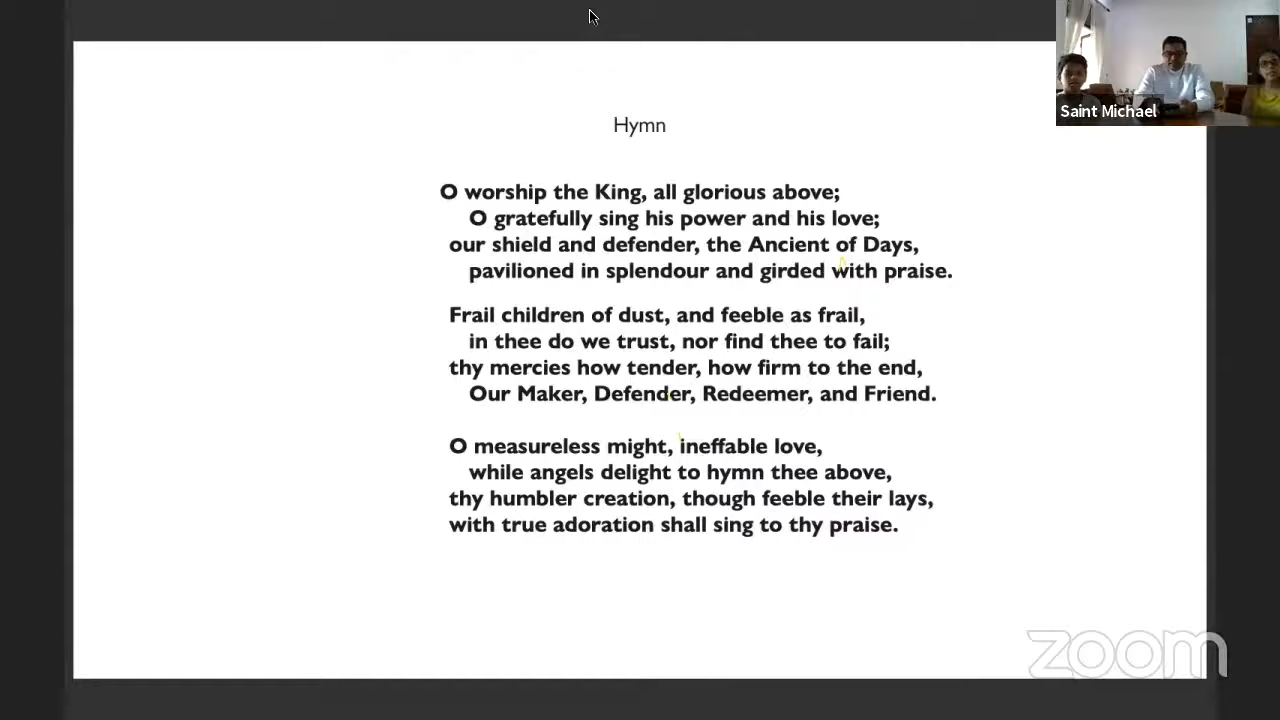 Saint Michael
Hymn
O worship the King, all glorious above;
O gratefully sing his power and his love;
our shield and defender, the Ancient of Days,
pavilioned in splendour and girded with praise.
Frail children of dust, and feeble as frail,
in thee do we trust, nor find thee to fail;
thy mercies how tender, how firm to the end,
Our Maker, Defender, Redeemer, and Friend.
O measureless might, ineffable love,
while angels delight to hymn thee above,
thy humbler creation, though feeble their lays,
with true adoration shall sing to thy praise.
zoom